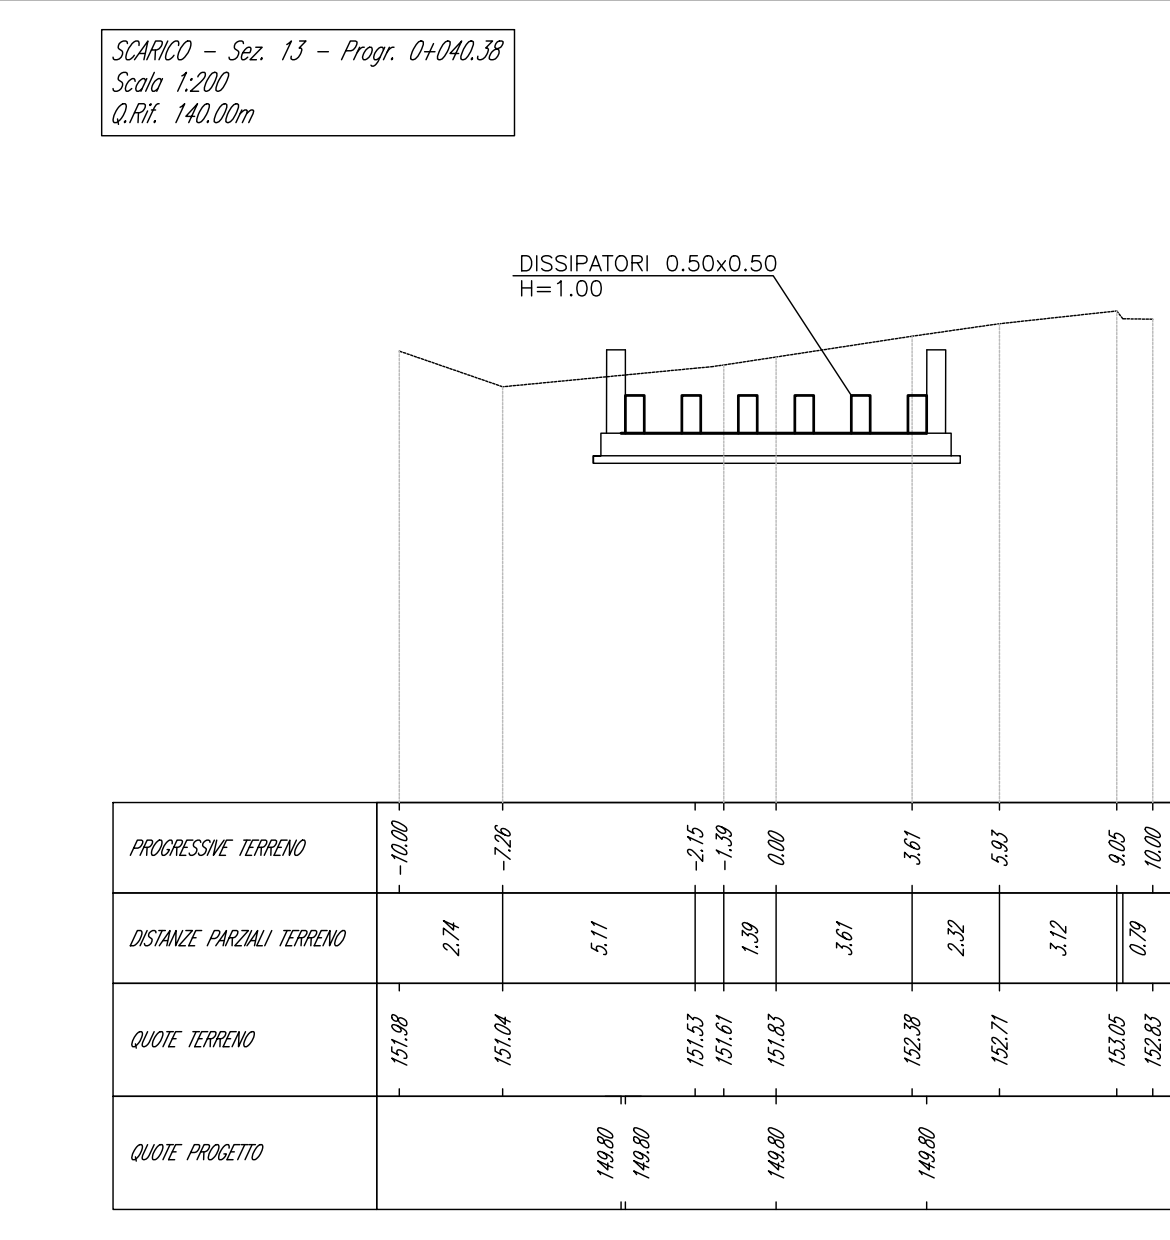 SCARICO – Sez. 13 – Progr. 0+040.38
Scala 1:200
Q.Rif. 140.00m
DISSIPATORI 0.50x0.50
H=1.00
PROGRESSIVE TERRENO -10.00 -7.26 -2.15 -1.39 0.00 3.61 5.93 9.05 10.00
DISTANZE PARZIALI TERRENO 2.74 5.11 1.39 3.61 2.32 3.12 0.79
QUOTE TERRENO 151.98 151.04 151.53 151.61 151.83 152.38 152.71 153.05 152.83
QUOTE PROGETTO 149.80 149.80 149.80 149.80